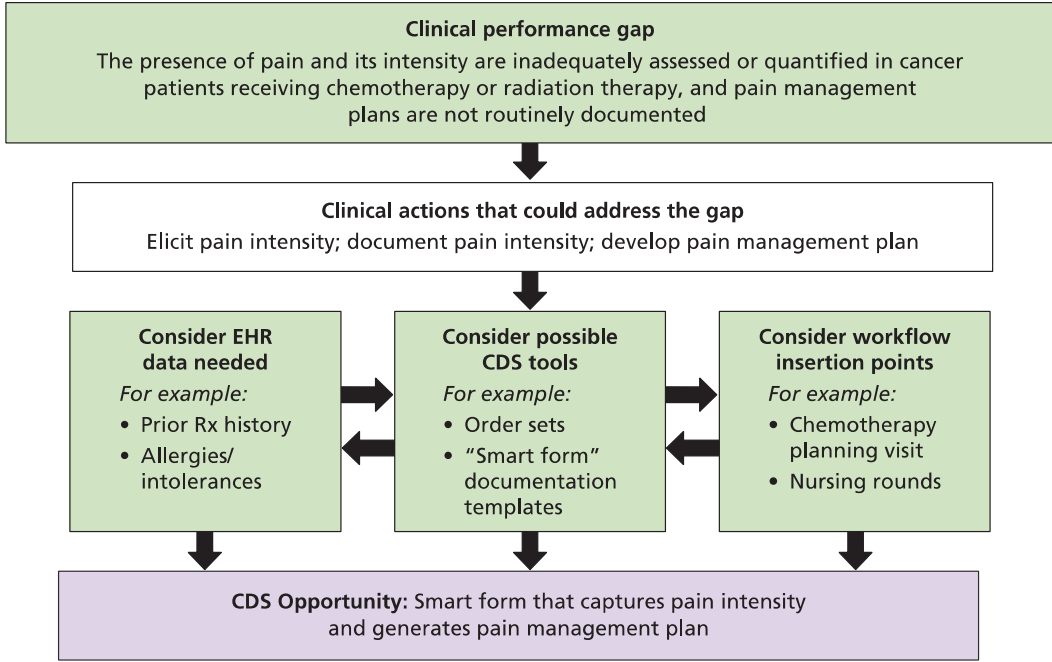 Clinical performance gap
The presence of pain and its intensity are inadequately assessed or quantified in cancer
patients receiving chemotherapy or radiation therapy, and pain management
plans are not routinely documented
Clinical actions that could address the gap
Elicit pain intensity; document pain intensity; develop pain management plan
Consider EHR
data needed
For example:
• Prior Rx history
• Allergies/
intolerances
Consider possible
CDS tools
For example:
• Order sets
• “Smart form”
documentation
templates
Consider workflow
insertion points
For example:
• Chemotherapy
planning visit
• Nursing rounds
CDS Opportunity: Smart form that captures pain intensity
and generates pain management plan